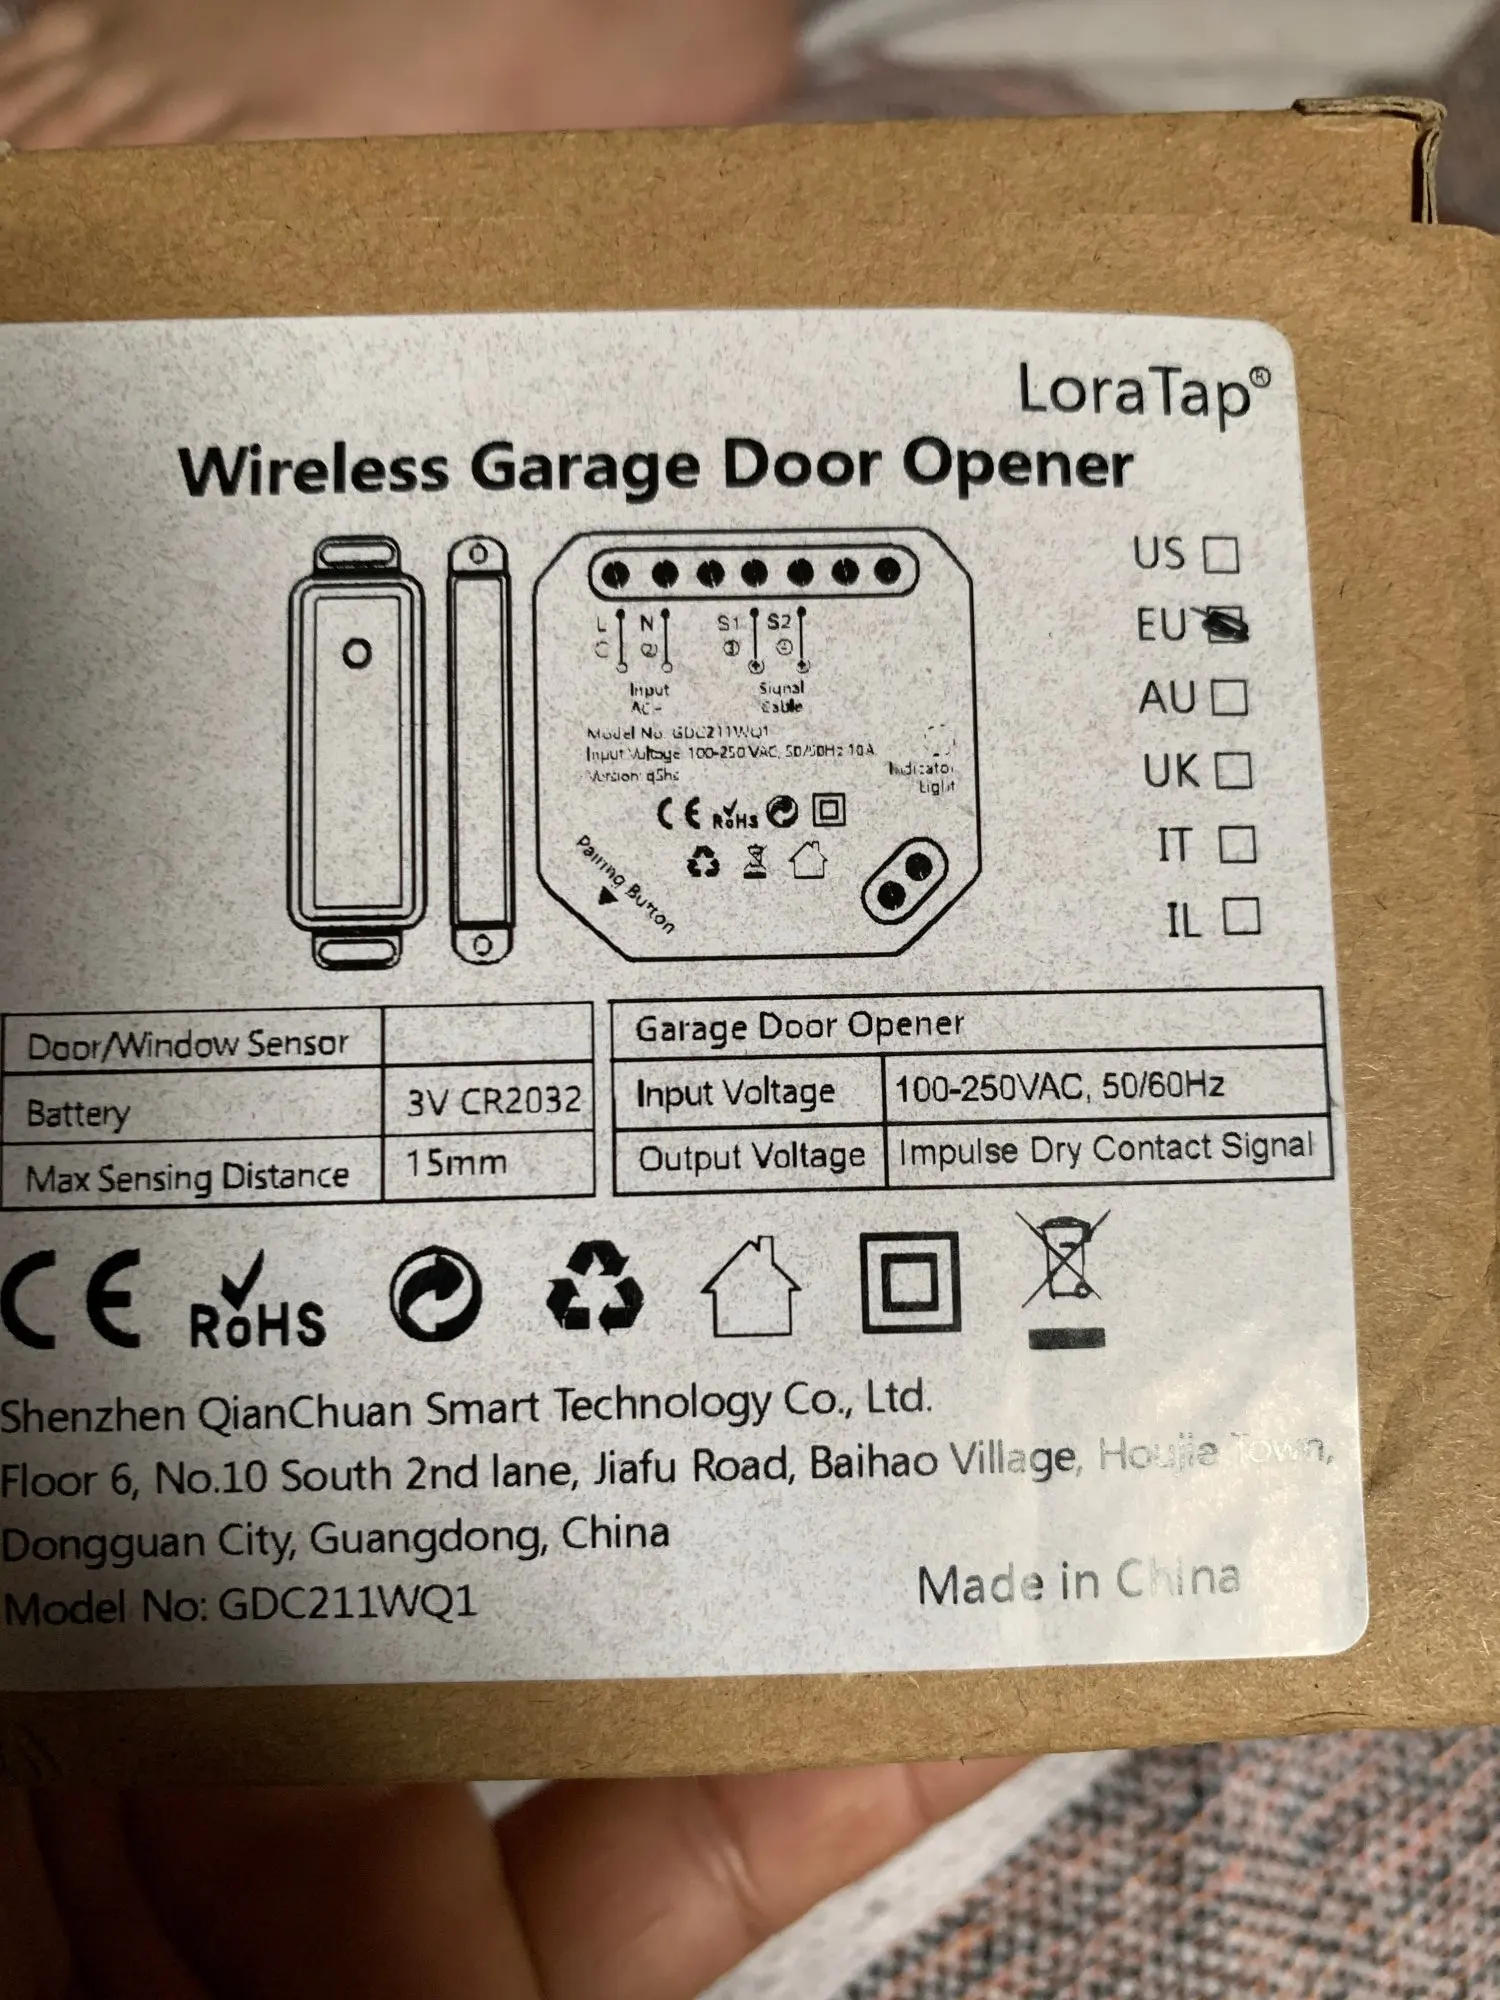 LoraTap®
Wireless Garage Door Opener
US
EU
AU
UK
IT
IL
L N S1 S2
Input
AC~
Signal
Cable
Model No. GDC211WQ1
Input Voltage 100-250VAC, 50/60Hz 10A
Version: q5hs
Indicator
Light
CE RoHS
Pairing Button
Door/Window Sensor
Battery 3V CR2032
Max Sensing Distance 15mm
Garage Door Opener
Input Voltage 100-250VAC, 50/60Hz
Output Voltage Impulse Dry Contact Signal
CE RoHS
Shenzhen QianChuan Smart Technology Co., Ltd.
Floor 6, No.10 South 2nd lane, Jiafu Road, Baihao Village, Houjie Town,
Dongguan City, Guangdong, China
Model No: GDC211WQ1
Made in China